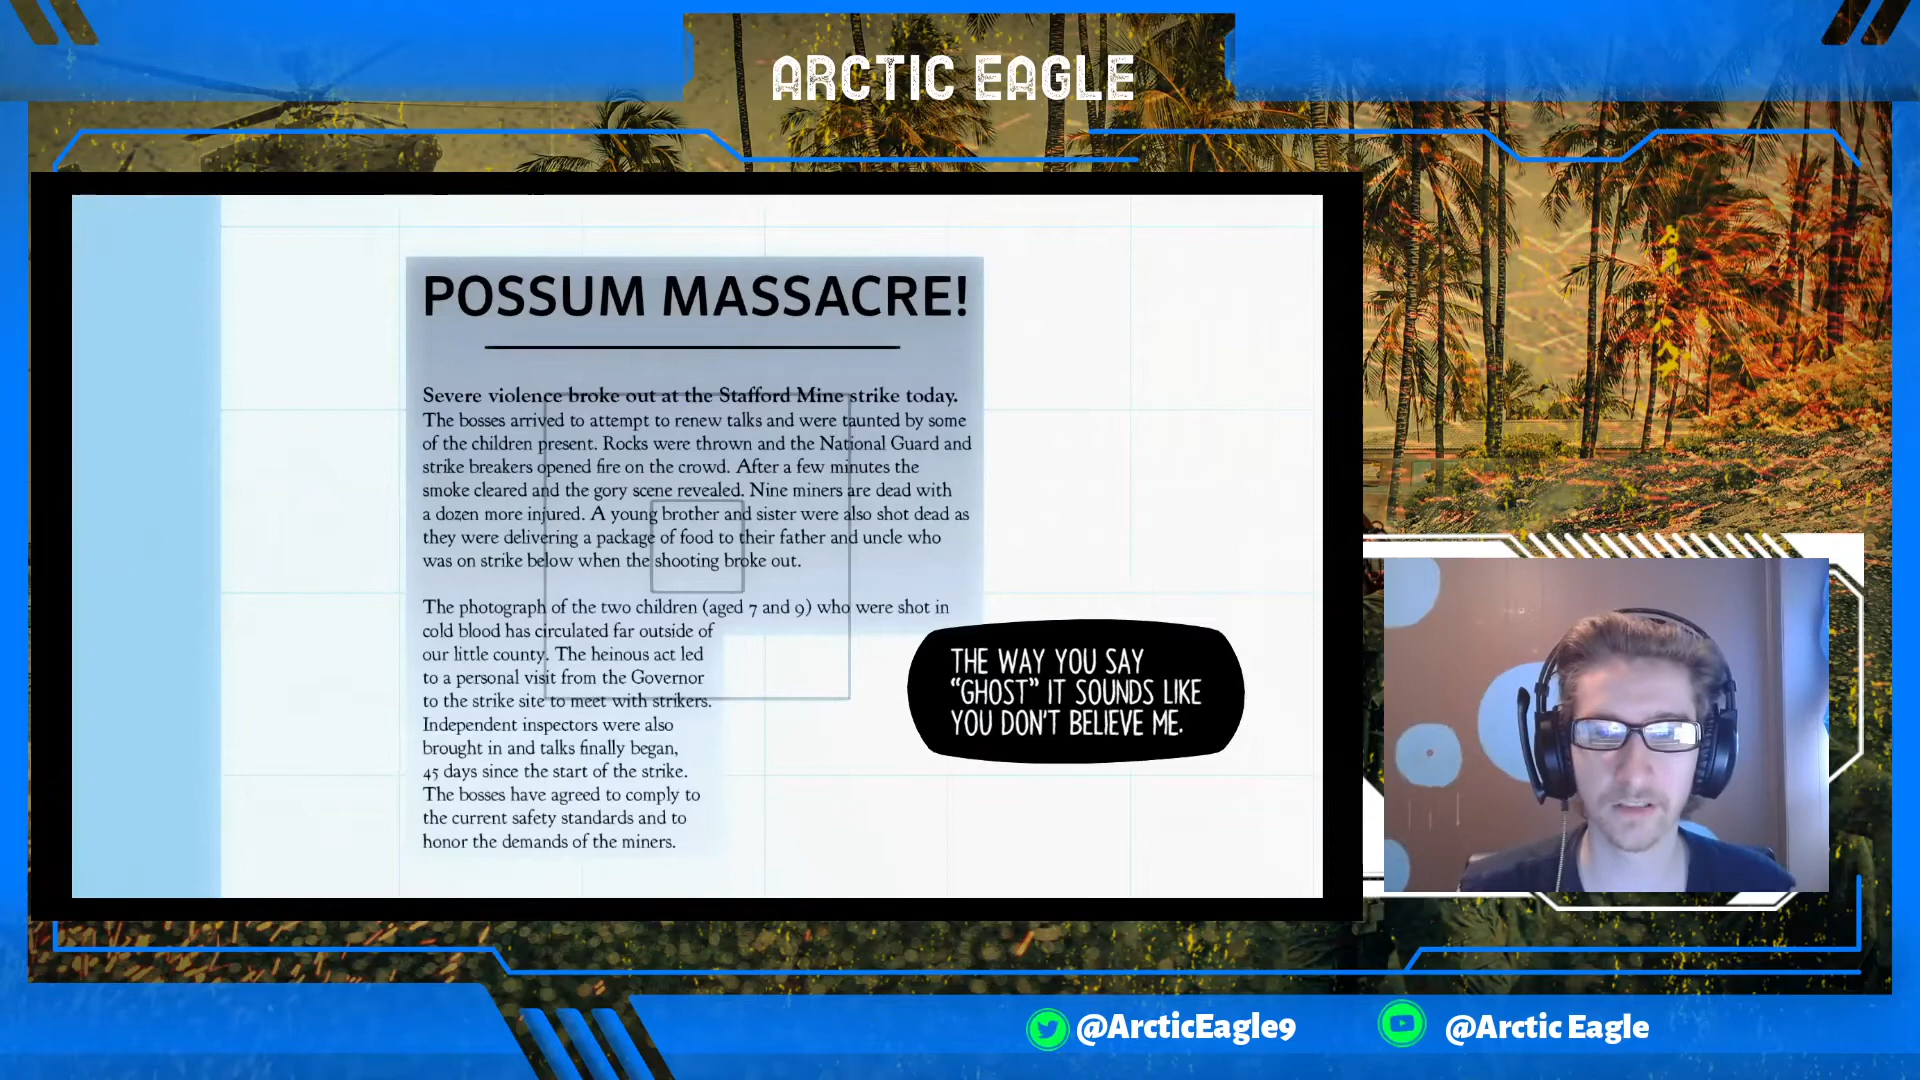 ARCTIC EAGLE
POSSUM MASSACRE!
Severe violence broke out at the Stafford Mine strike today.
The bosses arrived to attempt to renew talks and were taunted by some
of the children present. Rocks were thrown and the National Guard and
strike breakers opened fire on the crowd. After a few minutes the
smoke cleared and the gory scene revealed. Nine miners are dead with
a dozen more injured. A young brother and sister were also shot dead as
they were delivering a package of food to their father and uncle who
was on strike below when the shooting broke out.
The photograph of the two children (aged 7 and 9) who were shot in
cold blood has circulated far outside of
our little county. The heinous act led
to a personal visit from the Governor
to the strike site to meet with strikers.
Independent inspectors were also
brought in and talks finally began,
45 days since the start of the strike.
The bosses have agreed to comply to
the current safety standards and to
honor the demands of the miners.
THE WAY YOU SAY
“GHOST” IT SOUNDS LIKE
YOU DON'T BELIEVE ME.
@ArcticEagle9
@Arctic Eagle